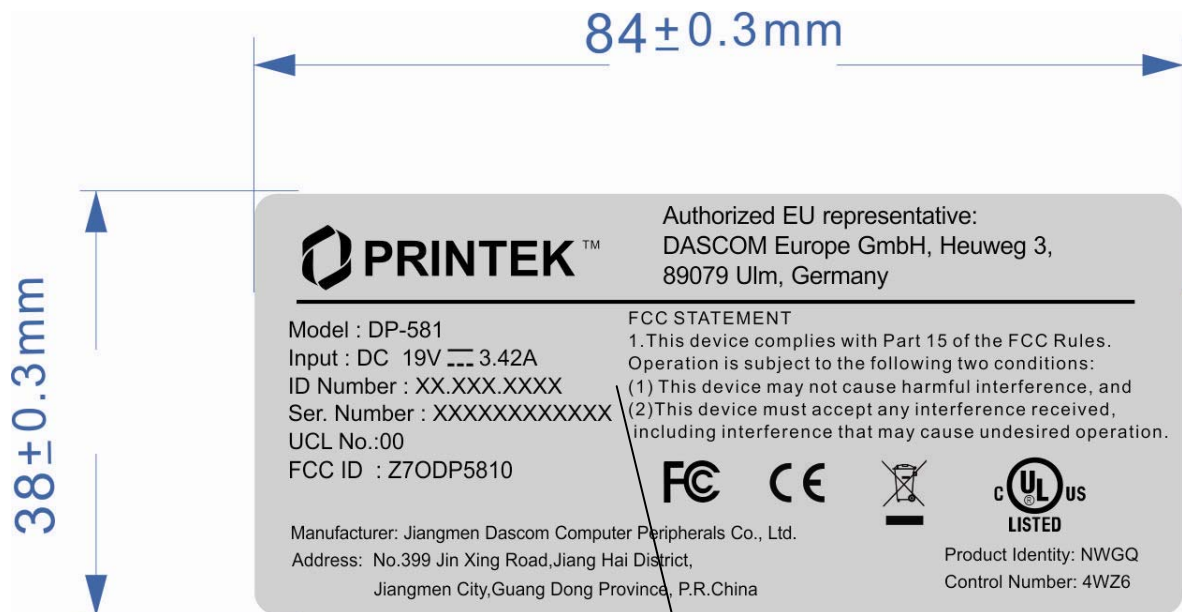 84±0.3mm
38±0.3mm
PRINTEK™
Authorized EU representative:
DASCOM Europe GmbH, Heuweg 3,
89079 Ulm, Germany
Model : DP-581
Input : DC 19V ⎓ 3.42A
ID Number : XX.XXX.XXXX
Ser. Number : XXXXXXXXXXXX
UCL No.:00
FCC ID : Z7ODP5810
FCC STATEMENT
1.This device complies with Part 15 of the FCC Rules.
Operation is subject to the following two conditions:
(1) This device may not cause harmful interference, and
(2)This device must accept any interference received,
including interference that may cause undesired operation.
FC CE C UL ® US
LISTED
Manufacturer: Jiangmen Dascom Computer Peripherals Co., Ltd.
Address: No.399 Jin Xing Road,Jiang Hai District,
Jiangmen City,Guang Dong Province, P.R.China
Product Identity: NWGQ
Control Number: 4WZ6